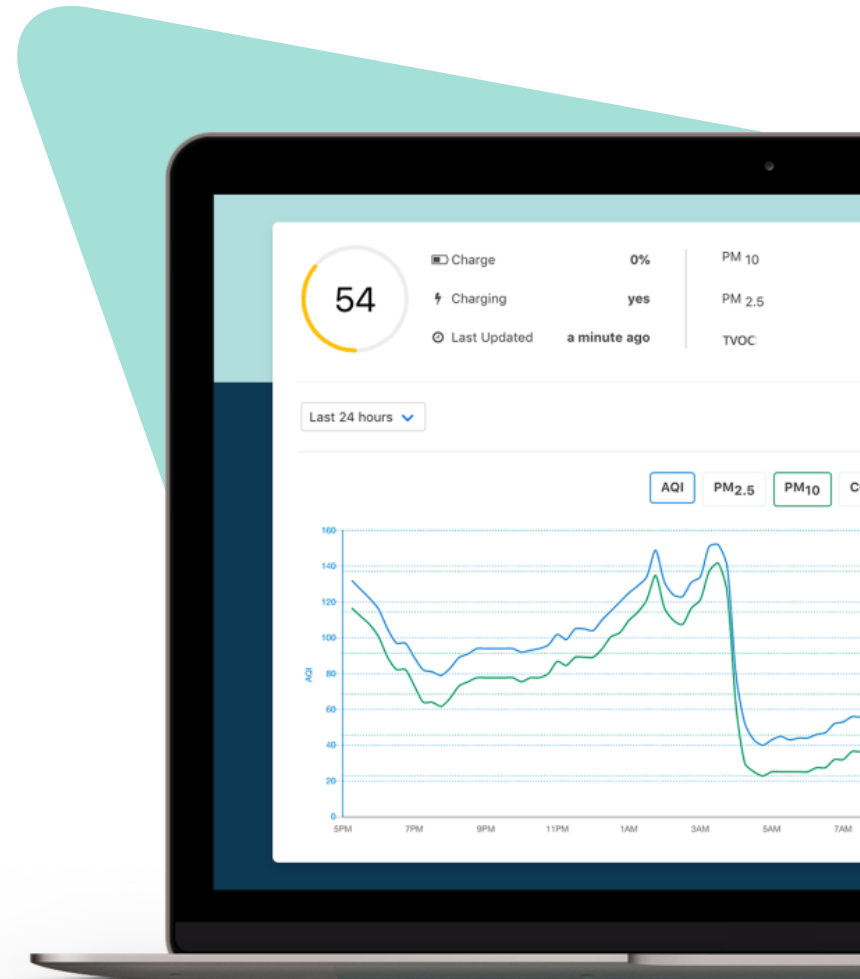 54
Charge 0%
Charging yes
Last Updated a minute ago
PM 10
PM 2.5
TVOC
Last 24 hours
AQI PM2.5 PM10
160
140
120
100
80
60
40
20
0
AQI
5PM 7PM 9PM 11PM 1AM 3AM 5AM 7AM